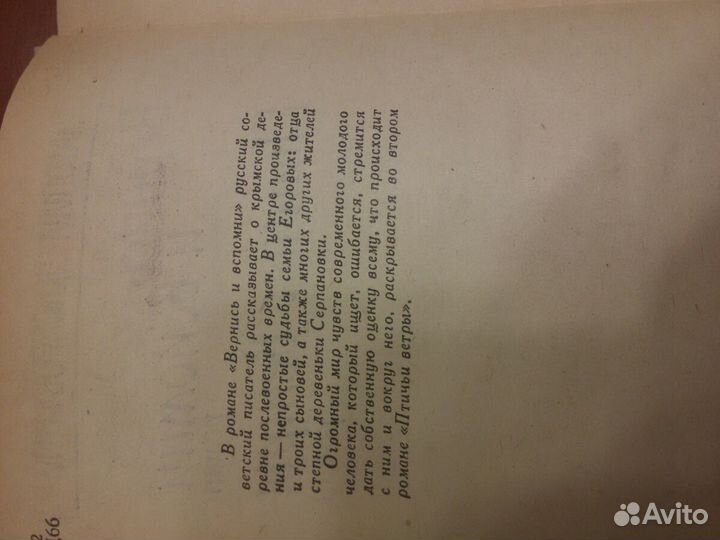 2
66
В романе «Вернись и вспомни» русский со-
ветский писатель рассказывает о крымской де-
ревне послевоенных времен. В центре произведе-
ния — непростые судьбы семьи Егоровых: отца
и троих сыновей, а также многих других жителей
степной деревеньки Серпановки.
Огромный мир чувств современного молодого
человека, который ищет, ошибается, стремится
дать собственную оценку всему, что происходит
с ним и вокруг него, раскрывается во втором
романе «Птичьи ветры».
Avito